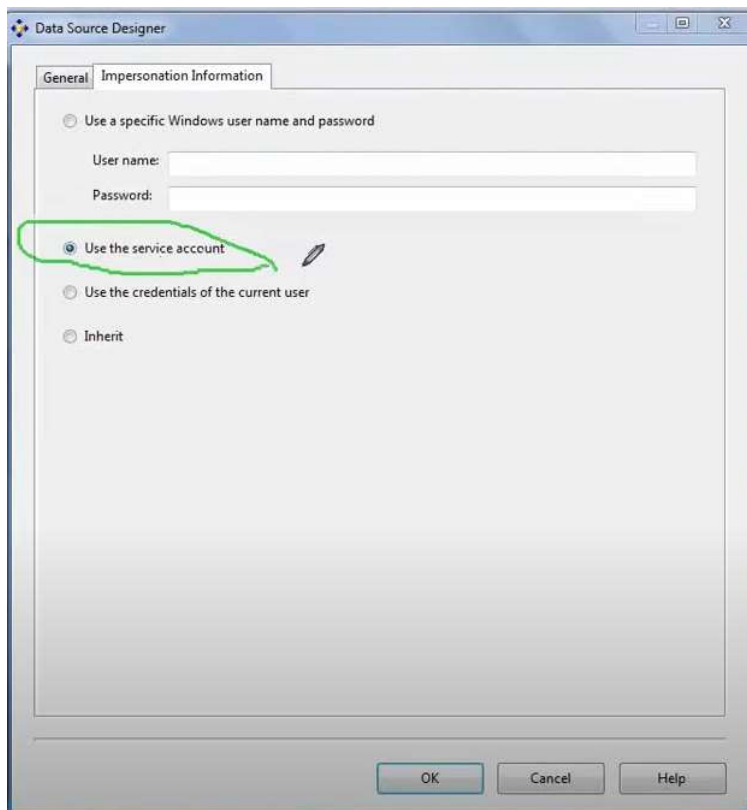 Data Source Designer
General Impersonation Information
Use a specific Windows user name and password
User name:
Password:
Use the service account
Use the credentials of the current user
Inherit
OK Cancel Help